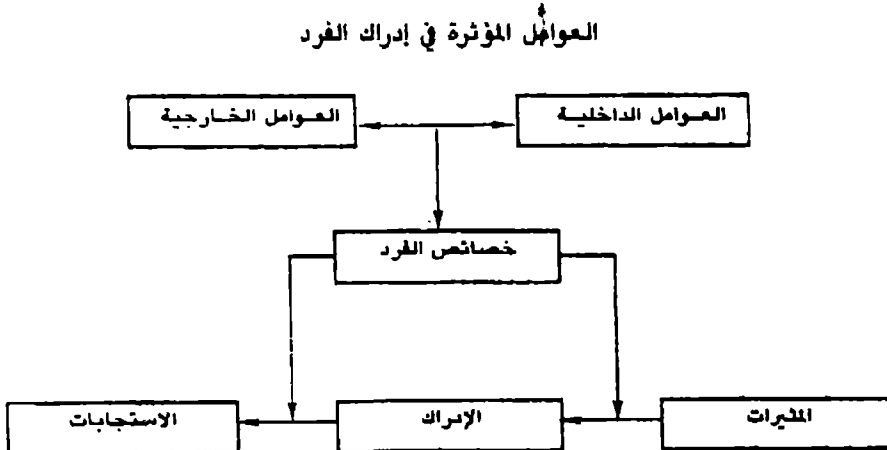 العوامل المؤثرة في إدراك الفرد
العوامل الداخلية
العوامل الخارجية
خصائص الفرد
المثيرات
الإدراك
الاستجابات